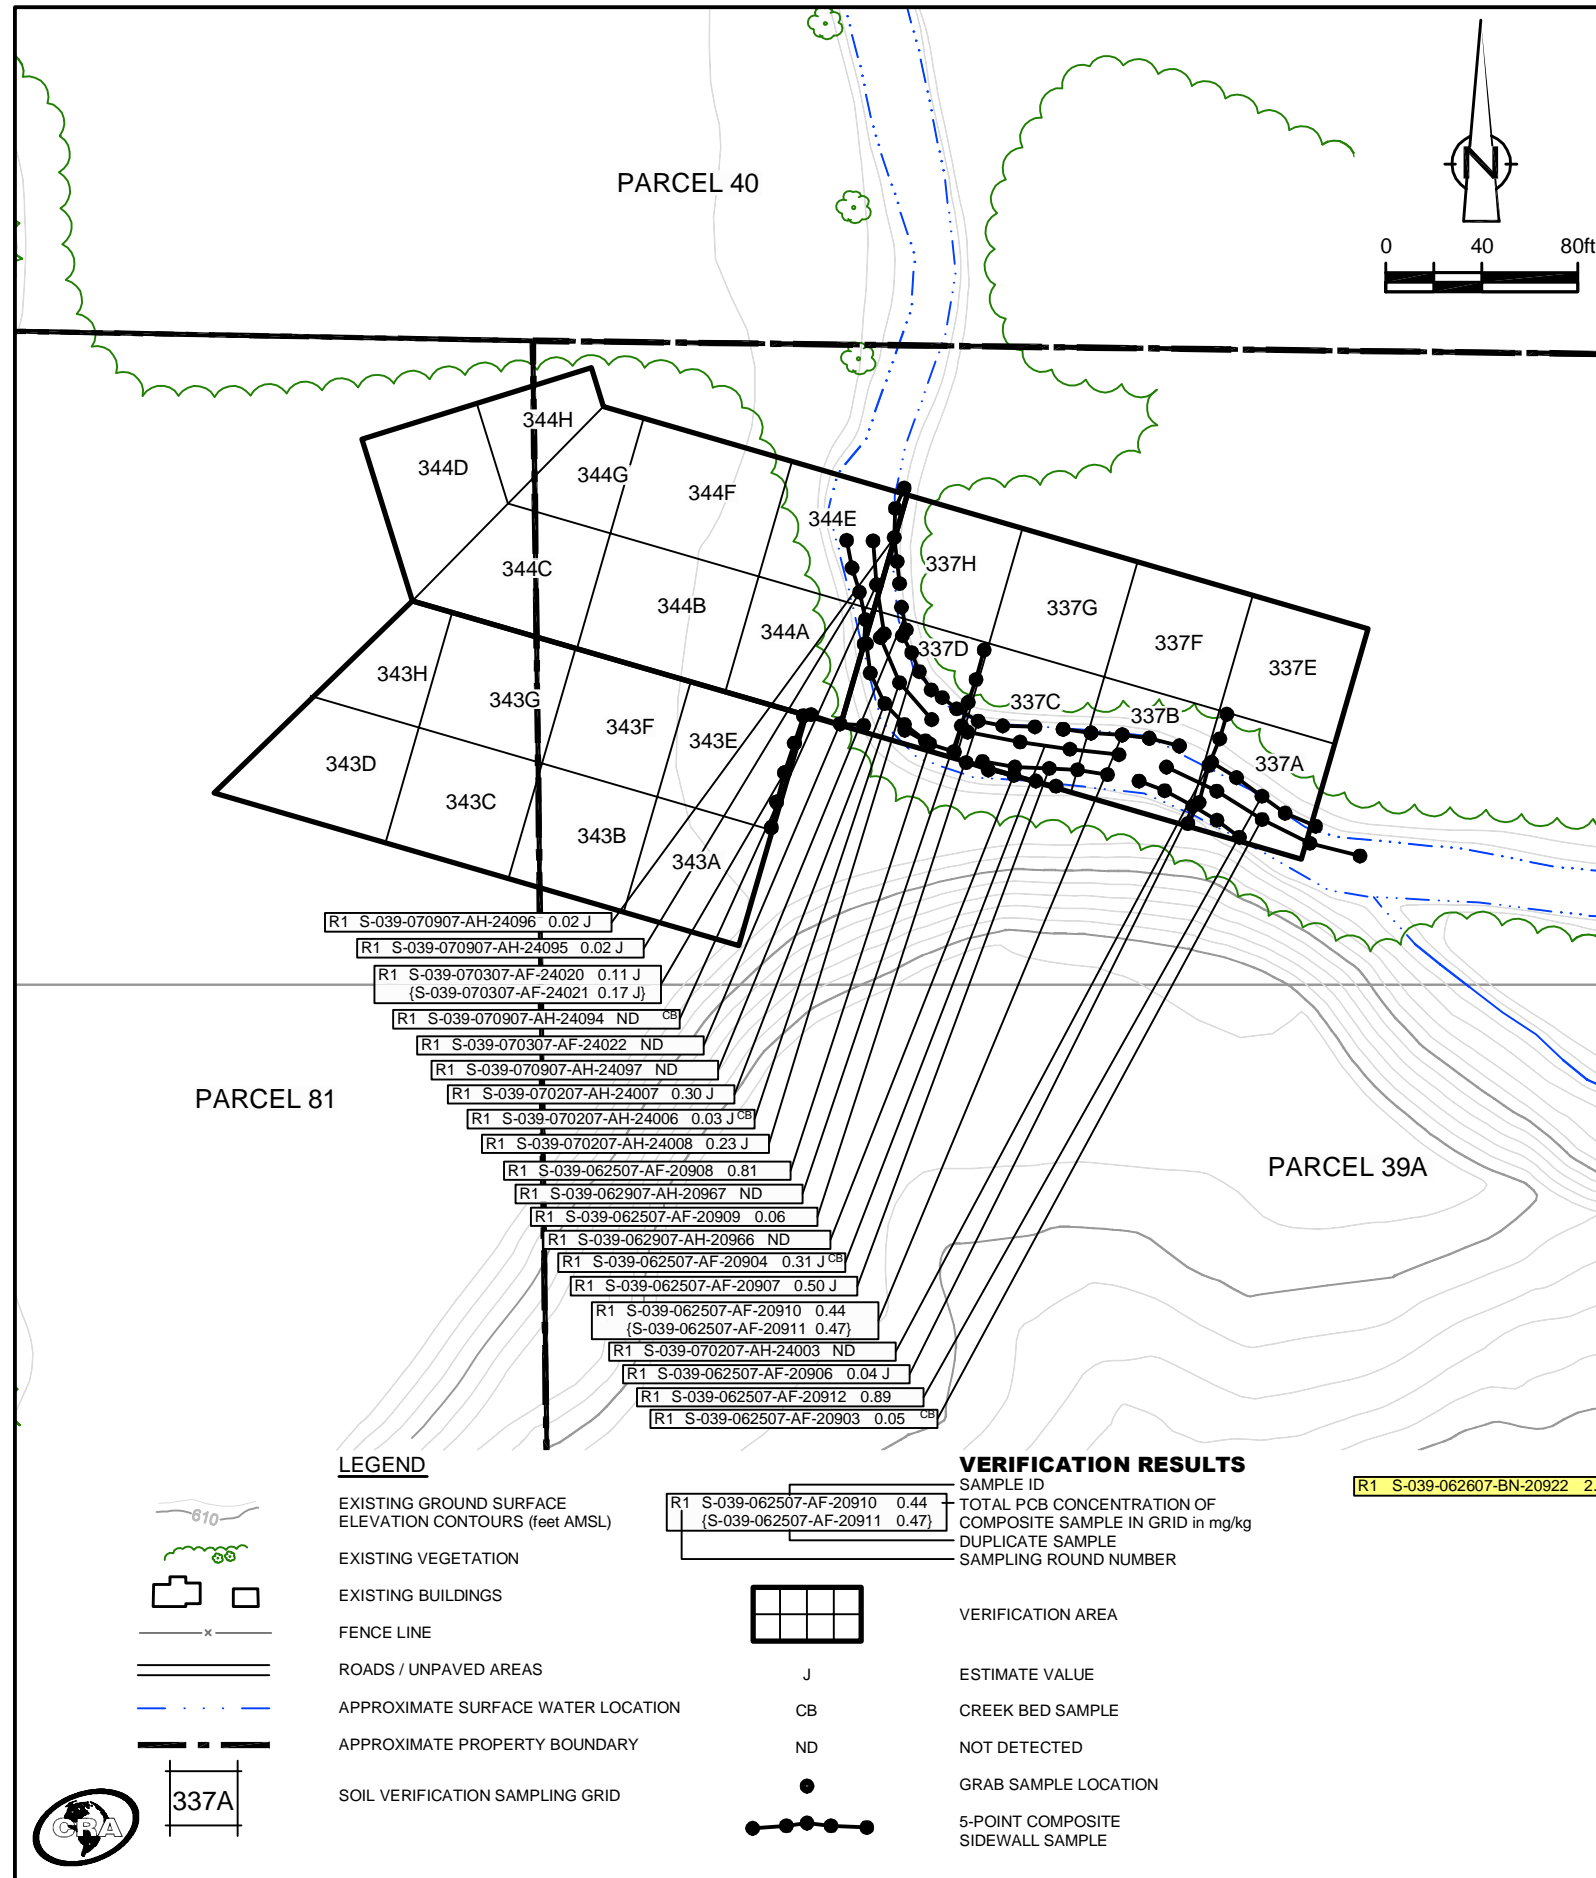 PARCEL 40
N
0 40 80ft
344H
344D
344G
344F
344E
344C
344B
344A
337H
337G
337F
337E
337D
337C
337B
337A
343H
343G
343F
343E
343D
343C
343B
343A
R1 S-039-070907-AH-24096 0.02 J
R1 S-039-070907-AH-24095 0.02 J
R1 S-039-070307-AF-24020 0.11 J
{S-039-070307-AF-24021 0.17 J}
R1 S-039-070907-AH-24094 ND CB
R1 S-039-070307-AF-24022 ND
R1 S-039-070907-AH-24097 ND
R1 S-039-070207-AH-24007 0.30 J
R1 S-039-070207-AH-24006 0.03 J CB
R1 S-039-070207-AH-24008 0.23 J
R1 S-039-062507-AF-20908 0.81
R1 S-039-062907-AH-20967 ND
R1 S-039-062507-AF-20909 0.06
R1 S-039-062907-AH-20966 ND
R1 S-039-062507-AF-20904 0.31 J CB
R1 S-039-062507-AF-20907 0.50 J
R1 S-039-062507-AF-20910 0.44
{S-039-062507-AF-20911 0.47}
R1 S-039-070207-AH-24003 ND
R1 S-039-062507-AF-20906 0.04 J
R1 S-039-062507-AF-20912 0.89
R1 S-039-062507-AF-20903 0.05 CB
PARCEL 81
PARCEL 39A
LEGEND
610
EXISTING GROUND SURFACE
ELEVATION CONTOURS (feet AMSL)
EXISTING VEGETATION
EXISTING BUILDINGS
x
FENCE LINE
ROADS / UNPAVED AREAS
APPROXIMATE SURFACE WATER LOCATION
APPROXIMATE PROPERTY BOUNDARY
337A
SOIL VERIFICATION SAMPLING GRID
CRA
VERIFICATION RESULTS
R1 S-039-062507-AF-20910 0.44
{S-039-062507-AF-20911 0.47}
SAMPLE ID
TOTAL PCB CONCENTRATION OF
COMPOSITE SAMPLE IN GRID in mg/kg
DUPLICATE SAMPLE
SAMPLING ROUND NUMBER
R1 S-039-062607-BN-20922 2.
VERIFICATION AREA
J ESTIMATE VALUE
CB CREEK BED SAMPLE
ND NOT DETECTED
GRAB SAMPLE LOCATION
5-POINT COMPOSITE
SIDEWALL SAMPLE